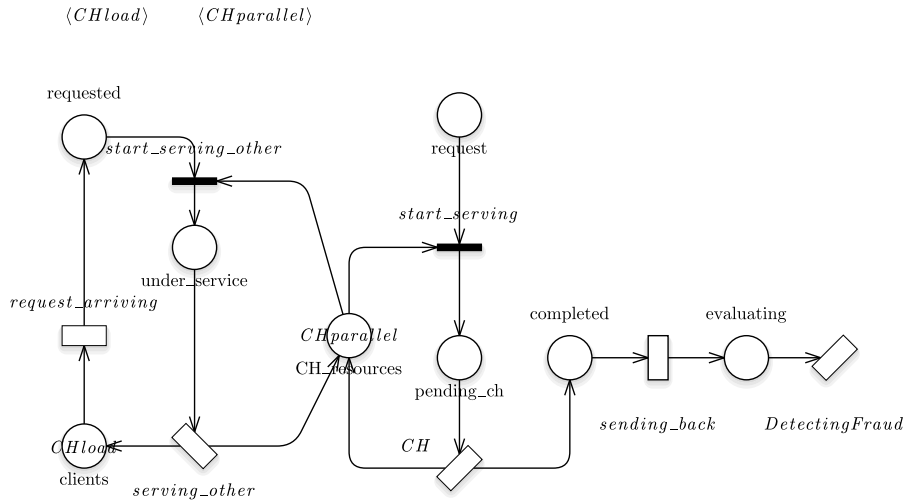 ⟨CHload⟩ ⟨CHparallel⟩
requested
start_serving_other
request
start_serving
under_service
request_arriving
CHparallel
completed
evaluating
CH_resources
pending_ch
sending_back
DetectingFraud
CH
CHload
clients
serving_other